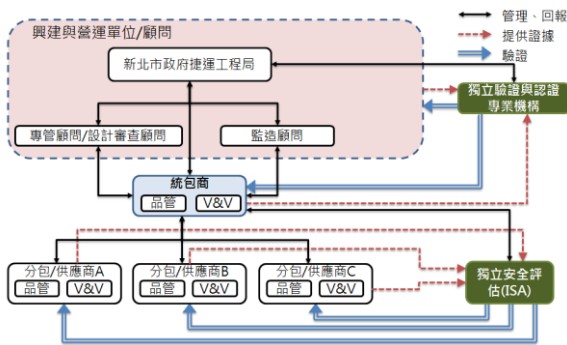 興建與營運單位/顧問
管理、回報
提供證據
驗證
新北市政府捷運工程局
獨立驗證與認證
專業機構
專管顧問/設計審查顧問
監造顧問
統包商
品管
V&V
分包/供應商A
品管
V&V
分包/供應商B
品管
V&V
分包/供應商C
品管
V&V
獨立安全評
估(ISA)